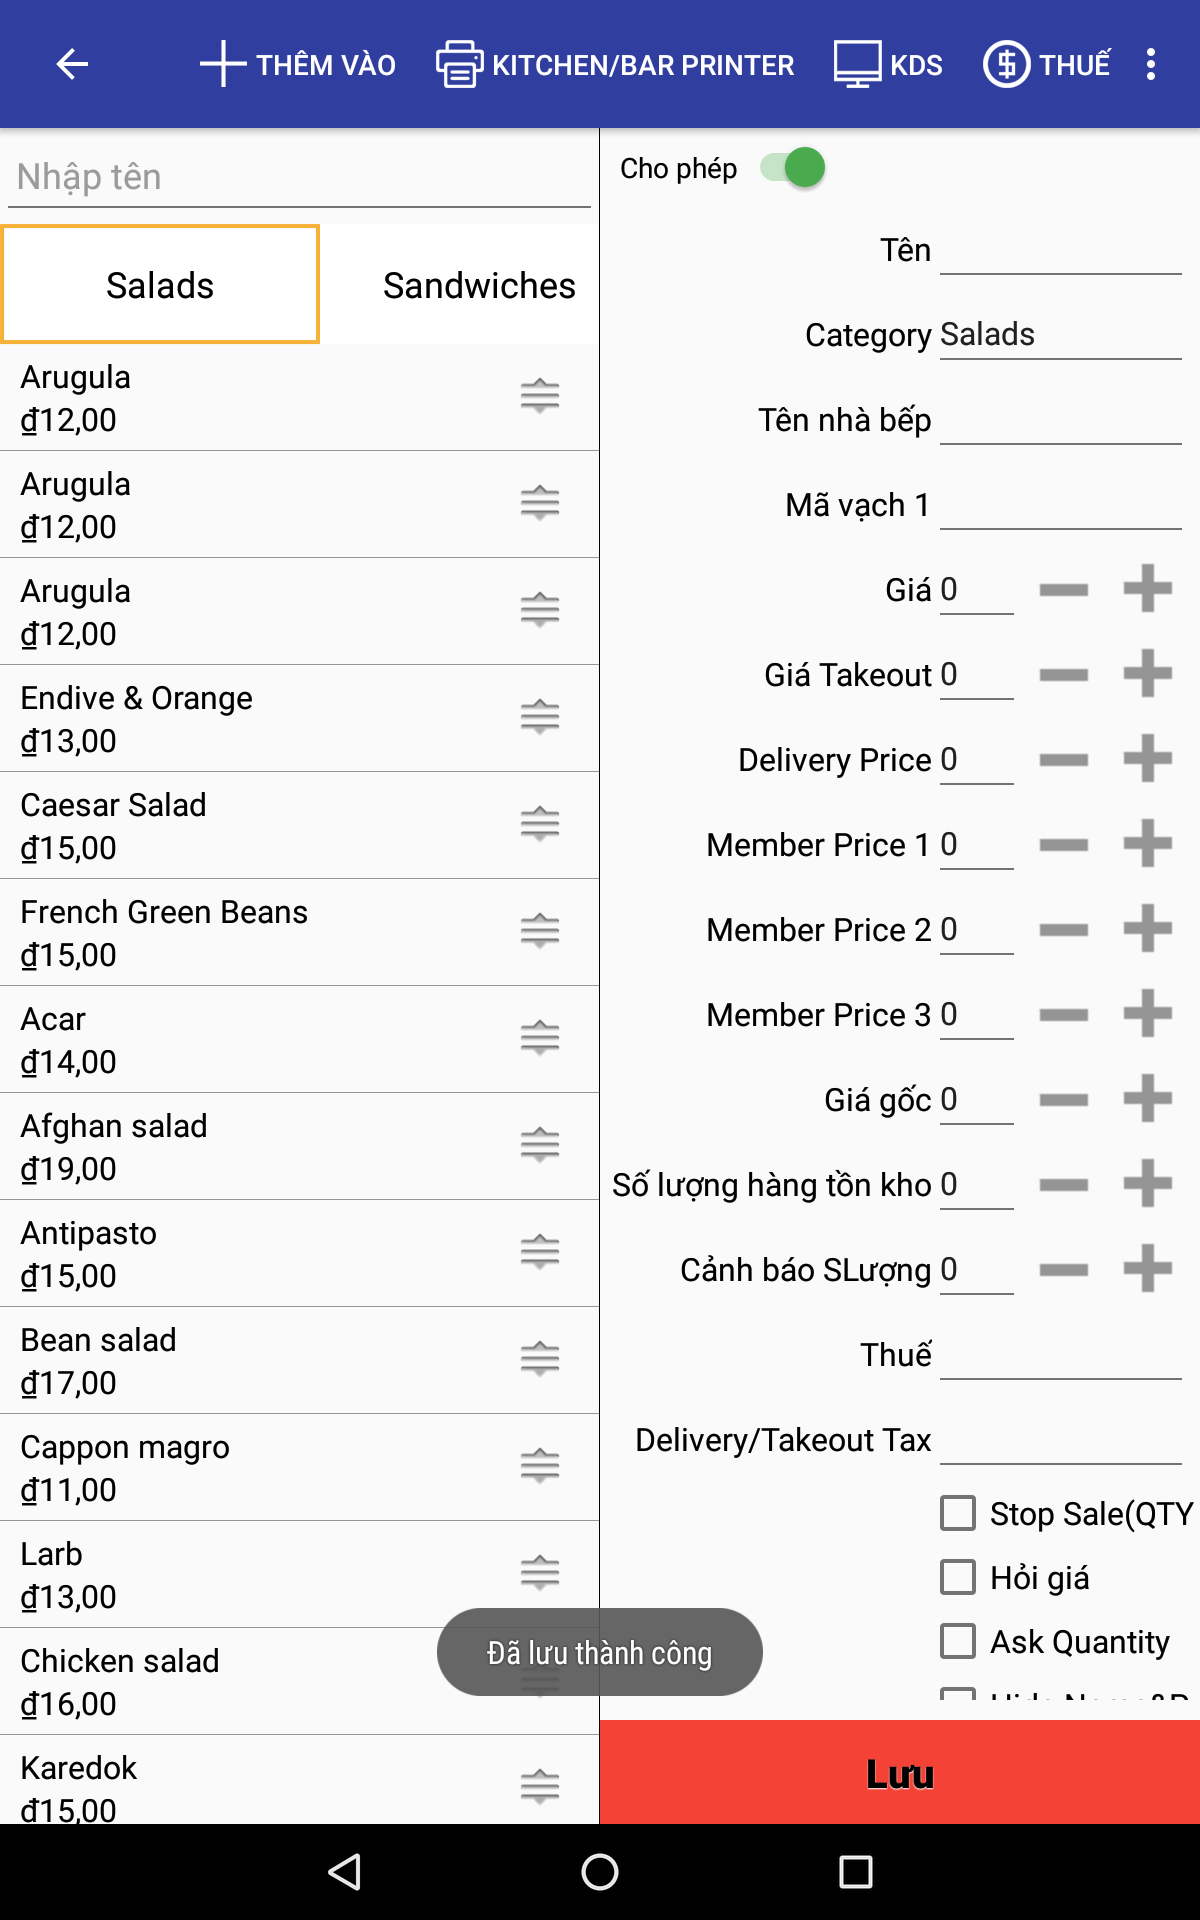 THÊM VÀO KITCHEN/BAR PRINTER KDS THUẾ
Nhập tên
Salads Sandwiches
Arugula
₫12,00
Arugula
₫12,00
Arugula
₫12,00
Endive & Orange
₫13,00
Caesar Salad
₫15,00
French Green Beans
₫15,00
Acar
₫14,00
Afghan salad
₫19,00
Antipasto
₫15,00
Bean salad
₫17,00
Cappon magro
₫11,00
Larb
₫13,00
Chicken salad
₫16,00
Karedok
₫15,00
Cho phép
Tên
Category Salads
Tên nhà bếp
Mã vạch 1
Giá 0
Giá Takeout 0
Delivery Price 0
Member Price 1 0
Member Price 2 0
Member Price 3 0
Giá gốc 0
Số lượng hàng tồn kho 0
Cảnh báo SLượng 0
Thuế
Delivery/Takeout Tax
Stop Sale(QTY
Hỏi giá
Ask Quantity
Đã lưu thành công
Lưu